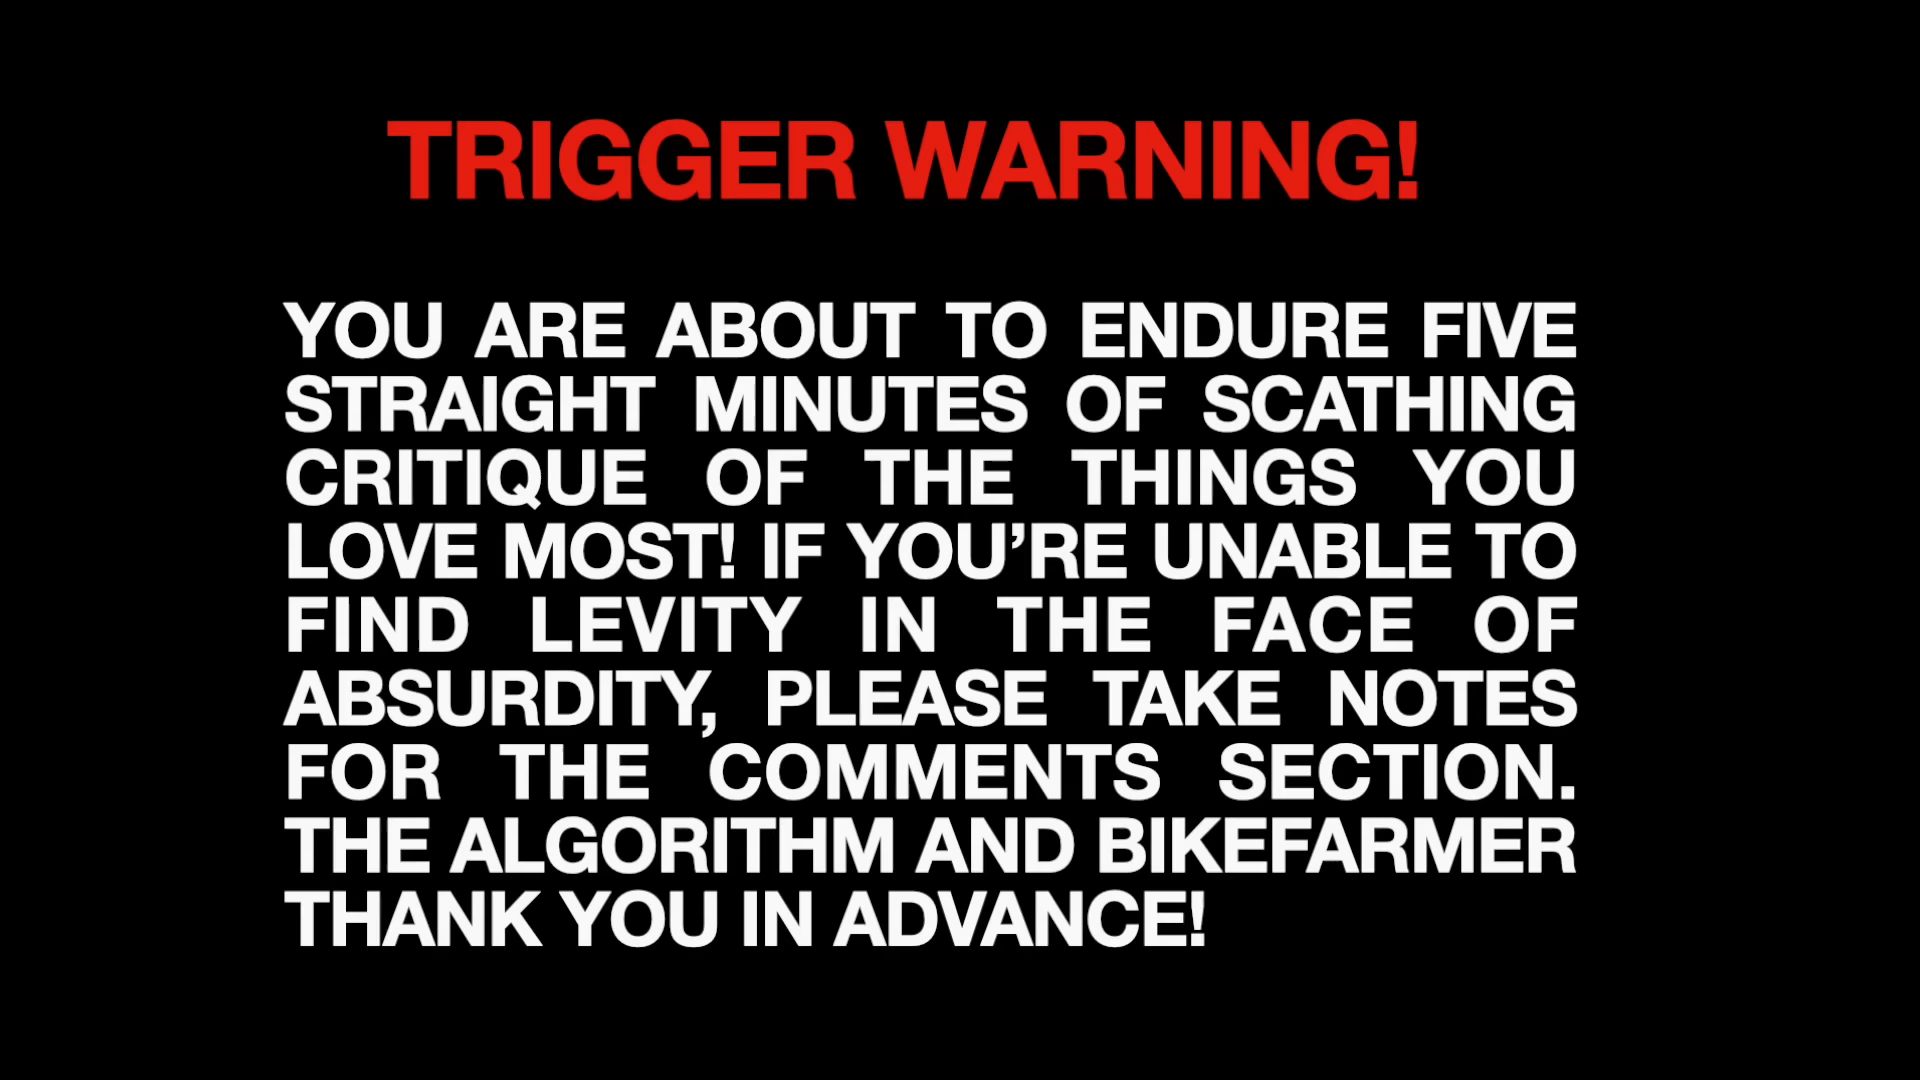 TRIGGER WARNING!
YOU ARE ABOUT TO ENDURE FIVE
STRAIGHT MINUTES OF SCATHING
CRITIQUE OF THE THINGS YOU
LOVE MOST! IF YOU’RE UNABLE TO
FIND LEVITY IN THE FACE OF
ABSURDITY, PLEASE TAKE NOTES
FOR THE COMMENTS SECTION.
THE ALGORITHM AND BIKEFARMER
THANK YOU IN ADVANCE!